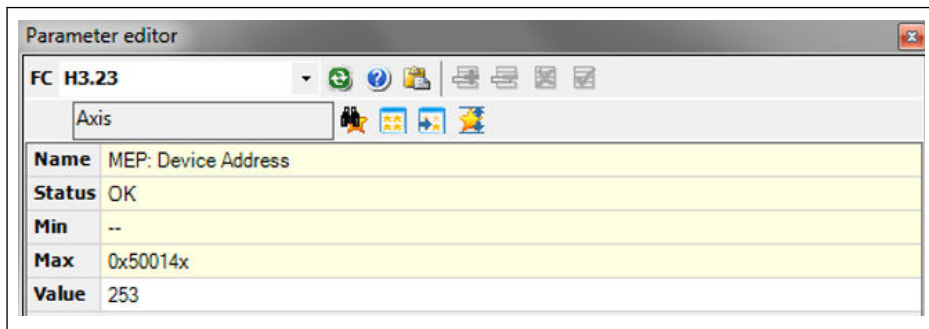 Parameter editor
FC H3.23
Axis
Name MEP: Device Address
Status OK
Min --
Max 0x50014x
Value 253